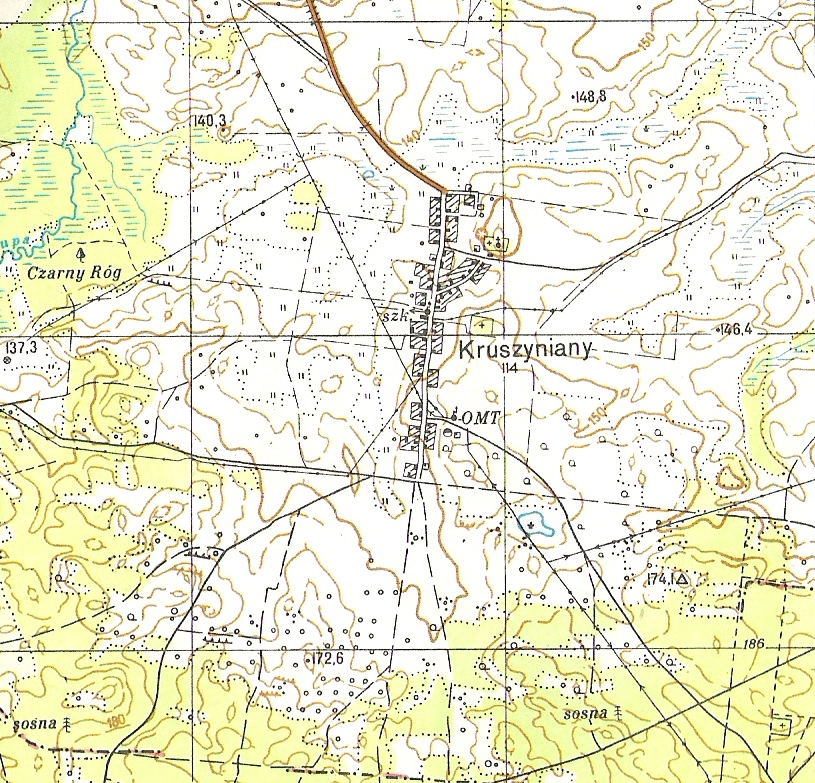 150
148,8
140,3
140
upa
Czarny Róg
szk.
146,4
137,3
Kruszyniany
114
150
OMT
174,1
186
172,6
180
sosna
sosna